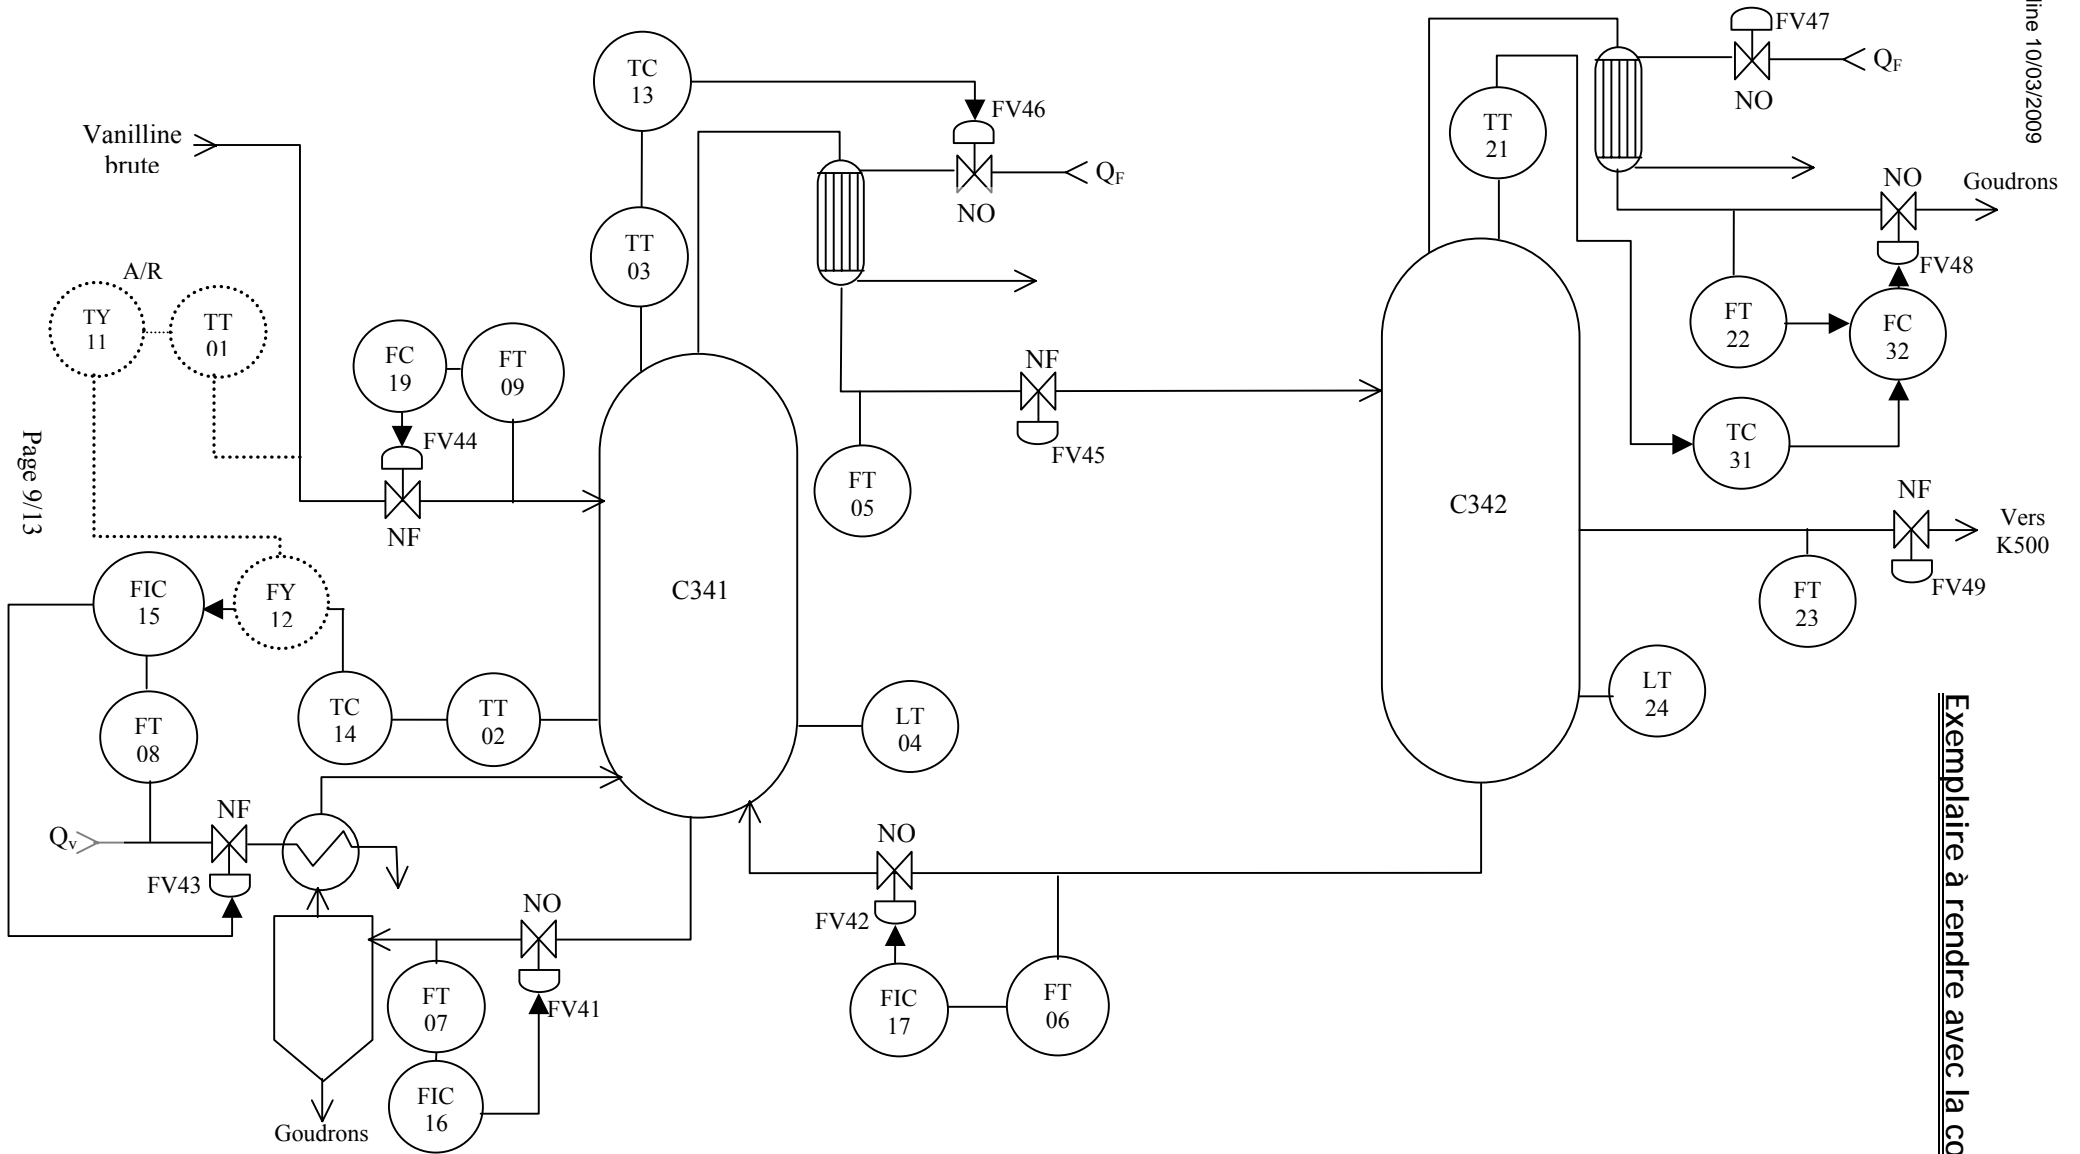 line 10/03/2009
FV47
Q_F
NO
TC
13
FV46
Q_F
NO
TT
21
Vanilline
brute
NO
Goudrons
FV48
TT
03
A/R
TY
11
TT
01
FT
22
FC
32
FC
19
FT
09
FV44
NF
NF
FV45
FT
05
TC
31
Page 9/13
C341
C342
NF
Vers
K500
FV49
FT
23
FIC
15
FY
12
FT
08
TC
14
TT
02
LT
04
LT
24
Exemplaire à rendre avec la co
NF
Q_v
FV43
NO
FV41
NO
FV42
FT
07
FIC
17
FT
06
FIC
16
Goudrons